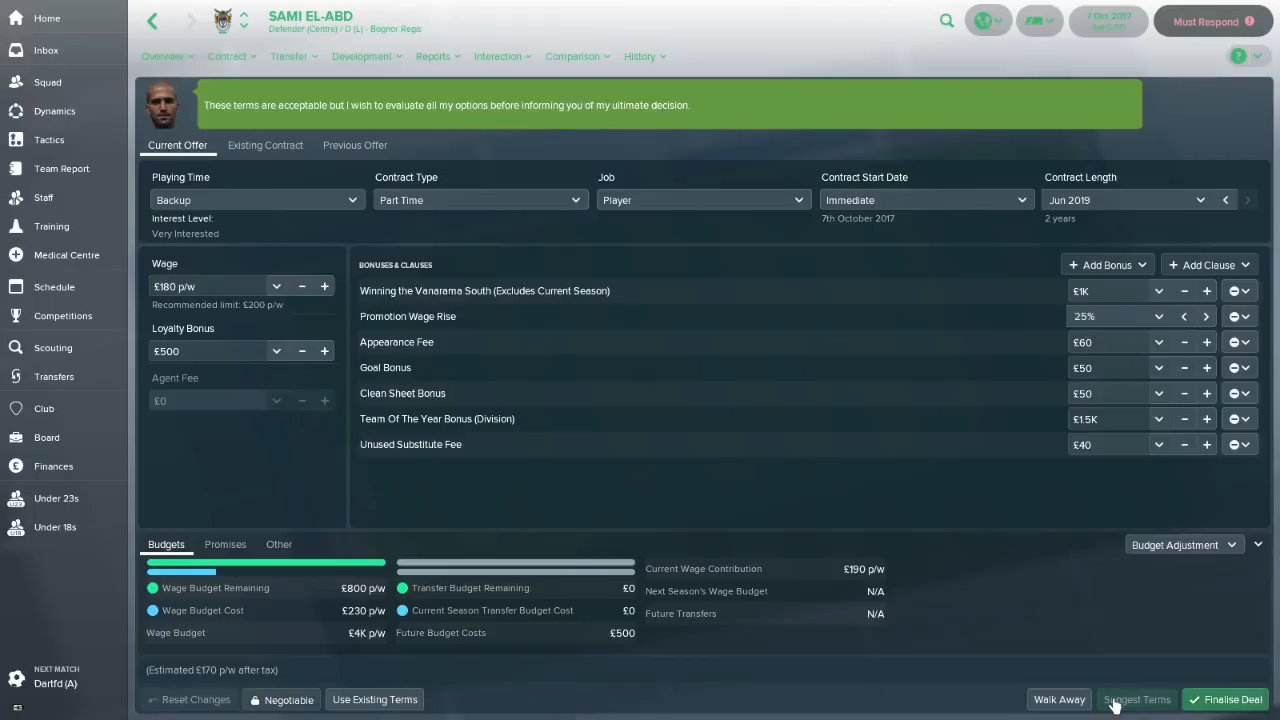 Home
Inbox
Squad
Dynamics
Tactics
Team Report
Staff
Training
Medical Centre
Schedule
Competitions
Scouting
Transfers
Club
Board
Finances
Under 23s
Under 18s
NEXT MATCH
Dartfd (A)
SAMI EL-ABD
Defender (Centre) / D (L) - Bognor Regis
7 Oct 2017
Must Respond
Overview
Contract
Transfer
Development
Reports
Interaction
Comparison
History
These terms are acceptable but I wish to evaluate all my options before informing you of my ultimate decision.
Current Offer
Existing Contract
Previous Offer
Playing Time
Contract Type
Job
Contract Start Date
Contract Length
Backup
Part Time
Player
Immediate
Jun 2019
Interest Level:
7th October 2017
2 years
Very Interested
Wage
£180 p/w
Recommended limit: £200 p/w
Loyalty Bonus
£500
Agent Fee
£0
BONUSES & CLAUSES
+ Add Bonus
+ Add Clause
Winning the Vanarama South (Excludes Current Season) £1K
Promotion Wage Rise 25%
Appearance Fee £60
Goal Bonus £50
Clean Sheet Bonus £50
Team Of The Year Bonus (Division) £1.5K
Unused Substitute Fee £40
Budgets
Promises
Other
Budget Adjustment
Wage Budget Remaining £800 p/w
Wage Budget Cost £230 p/w
Wage Budget £4K p/w
Transfer Budget Remaining £0
Current Season Transfer Budget Cost £0
Future Budget Costs £500
Current Wage Contribution £190 p/w
Next Season's Wage Budget N/A
Future Transfers N/A
(Estimated £170 p/w after tax)
Reset Changes
Negotiable
Use Existing Terms
Walk Away
Suggest Terms
Finalise Deal